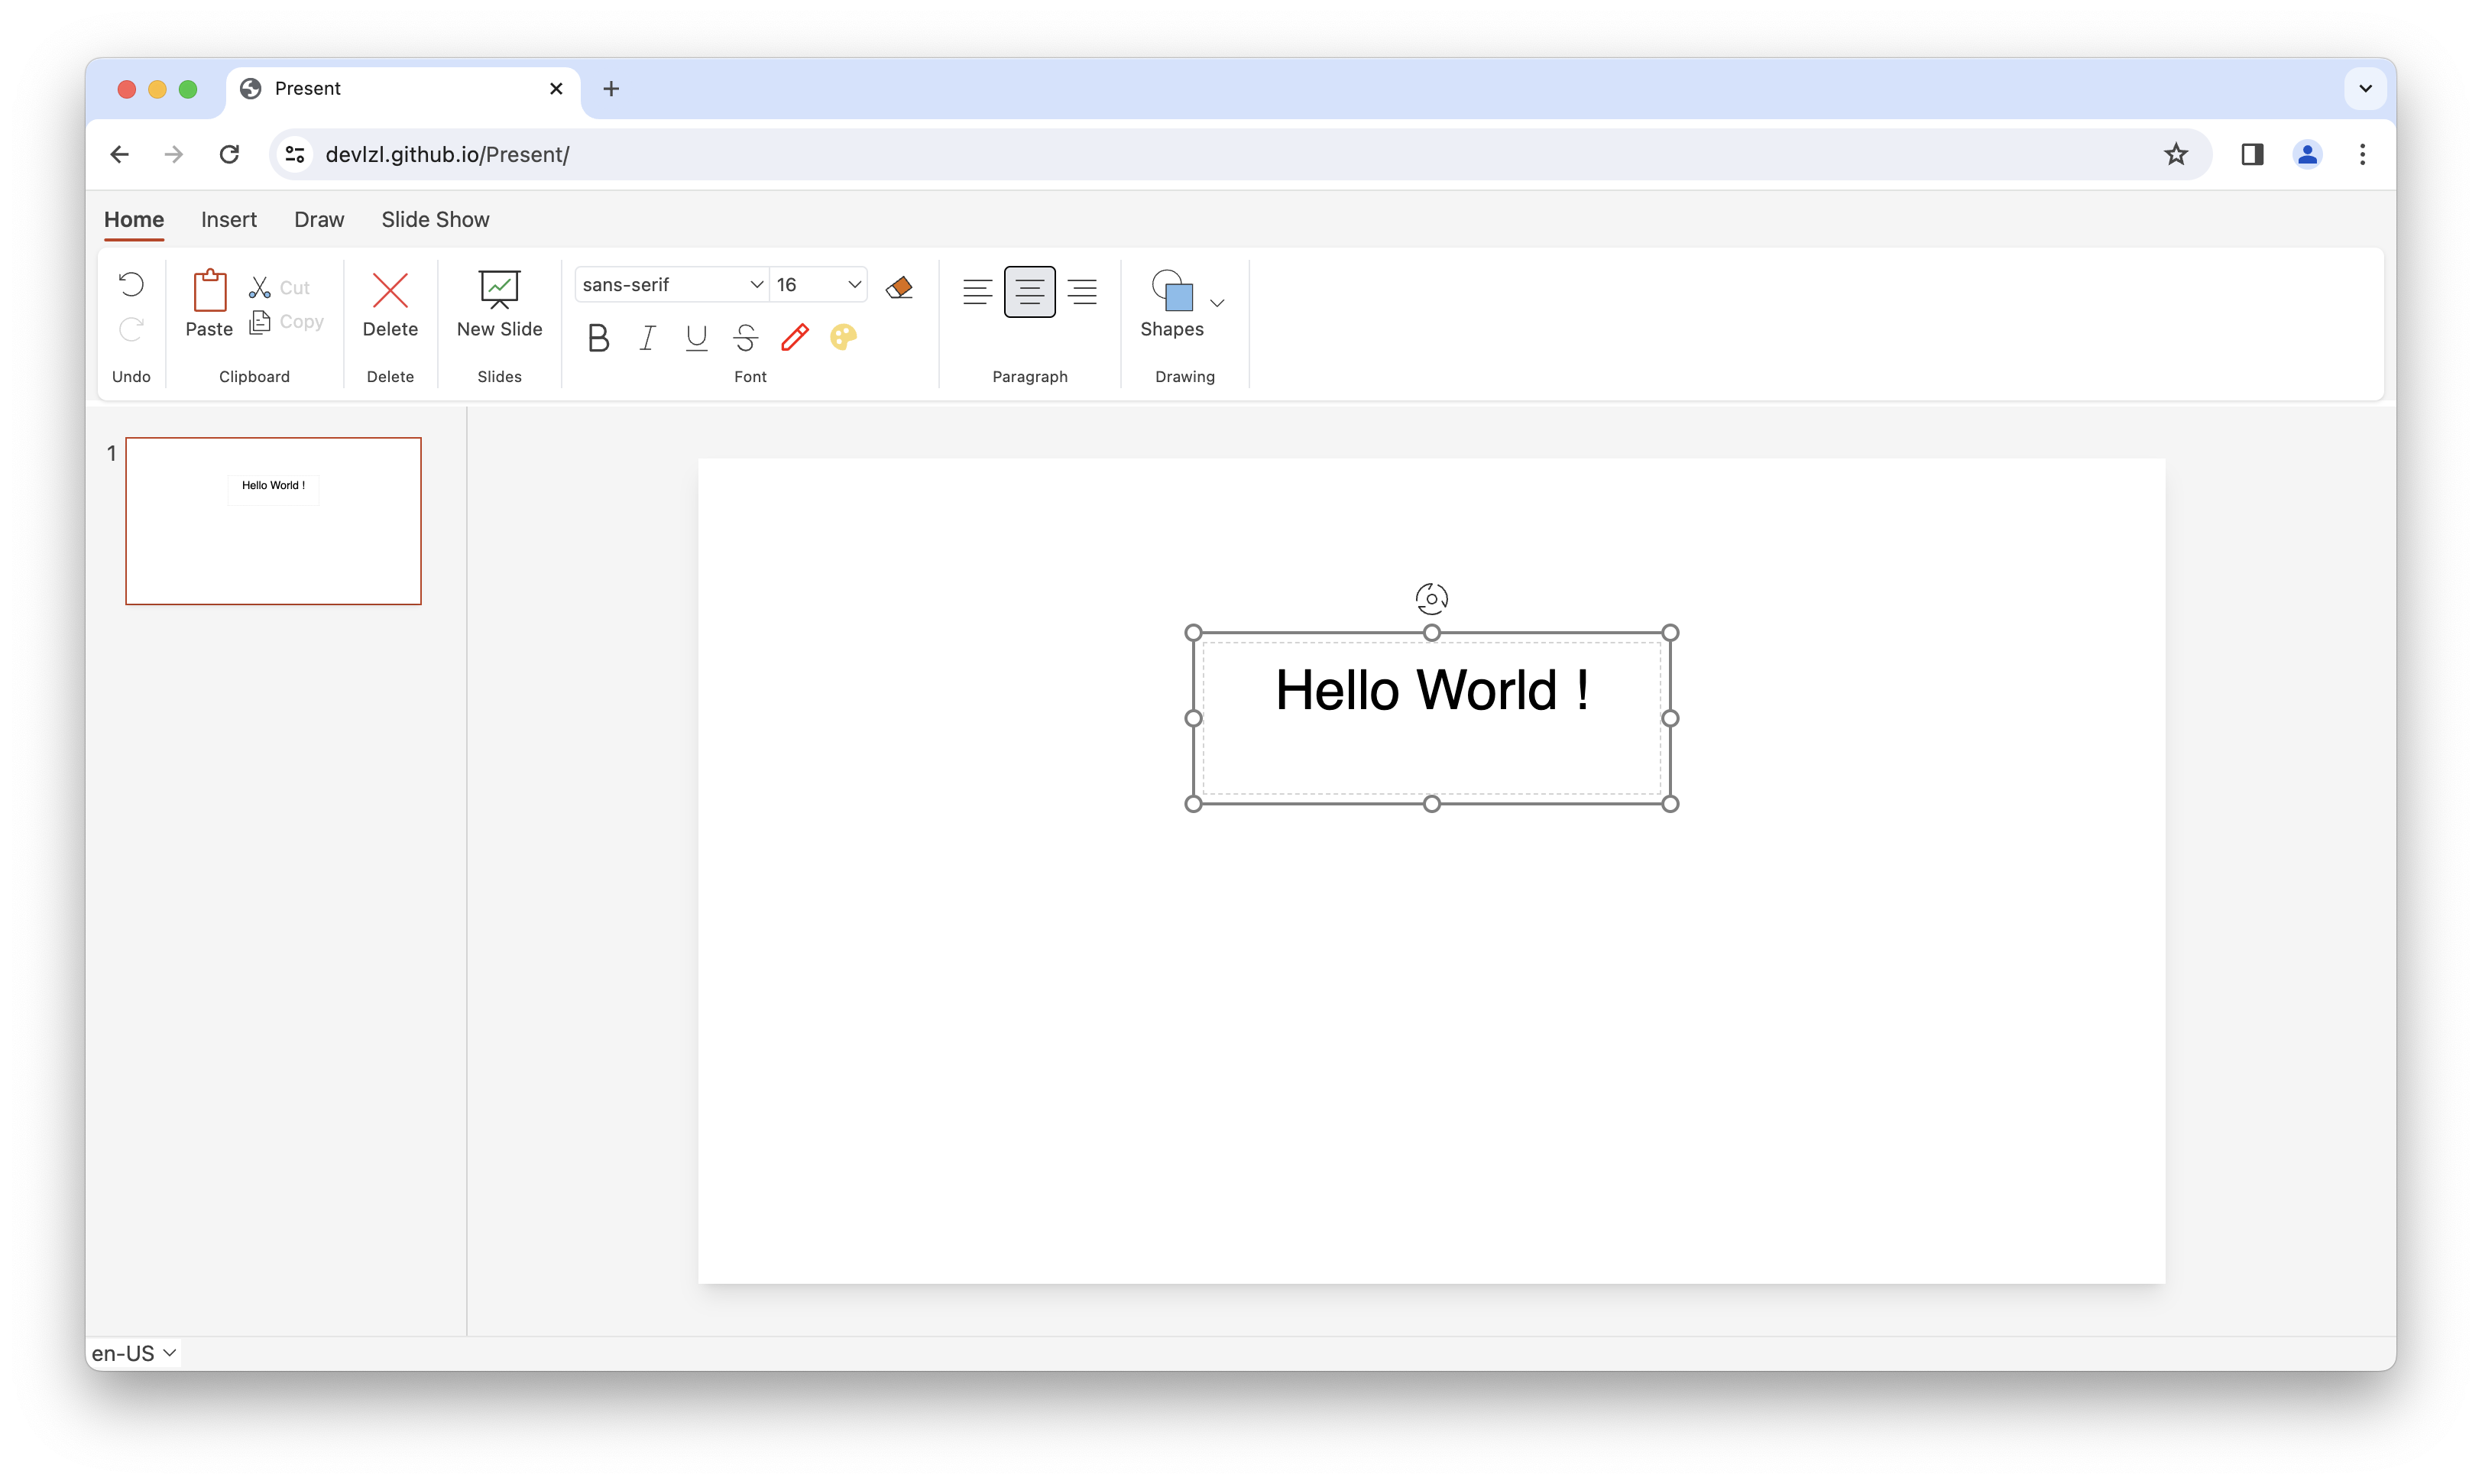 Present
devlzl.github.io/Present/
Home Insert Draw Slide Show
Paste Cut Copy Delete New Slide sans-serif 16 Shapes
Undo Clipboard Delete Slides Font Paragraph Drawing
1
Hello World !
Hello World !
en-US